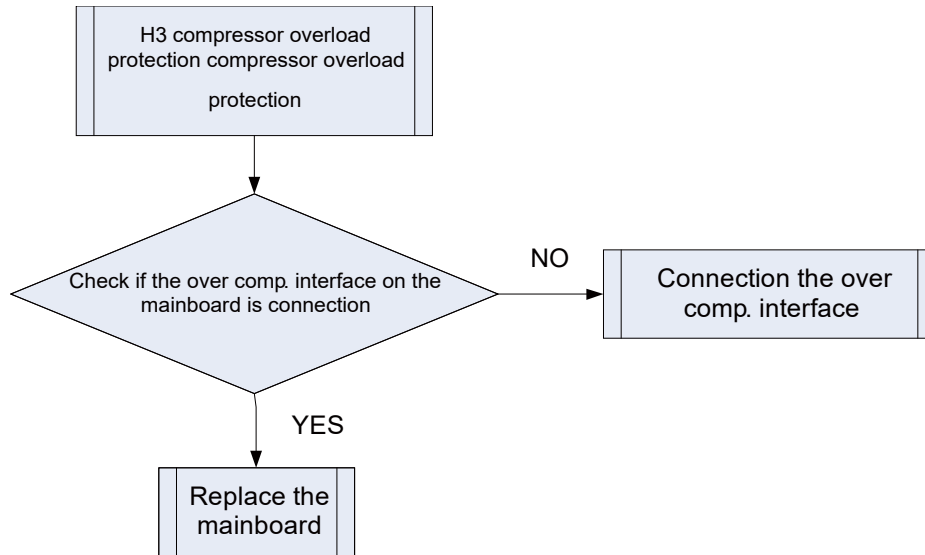 H3 compressor overload
protection compressor overload
protection
Check if the over comp. interface on the
mainboard is connection
NO
Connection the over
comp. interface
YES
Replace the
mainboard